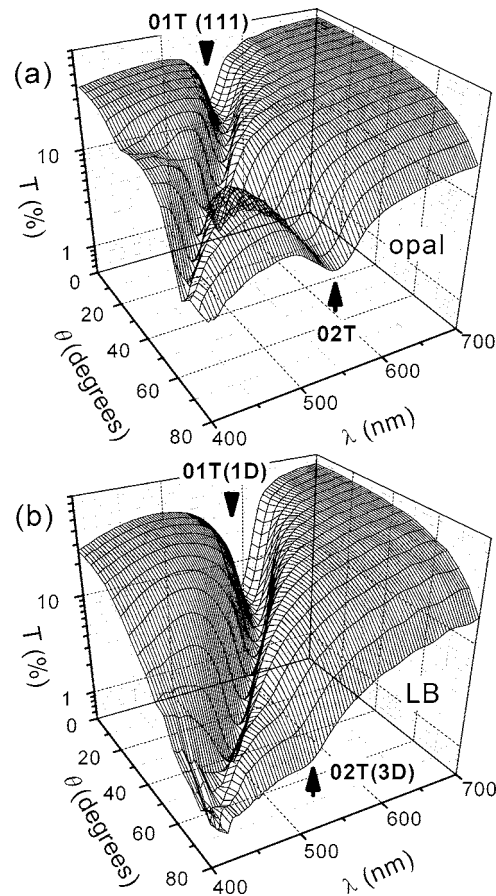 01T (111)
(a)
10
T (%)
1
0
20
40
60
80
θ (degrees)
opal
02T
700
600
500
400
λ (nm)
01T(1D)
(b)
10
T (%)
1
0
20
40
60
80
θ (degrees)
LB
02T(3D)
700
600
500
400
λ (nm)